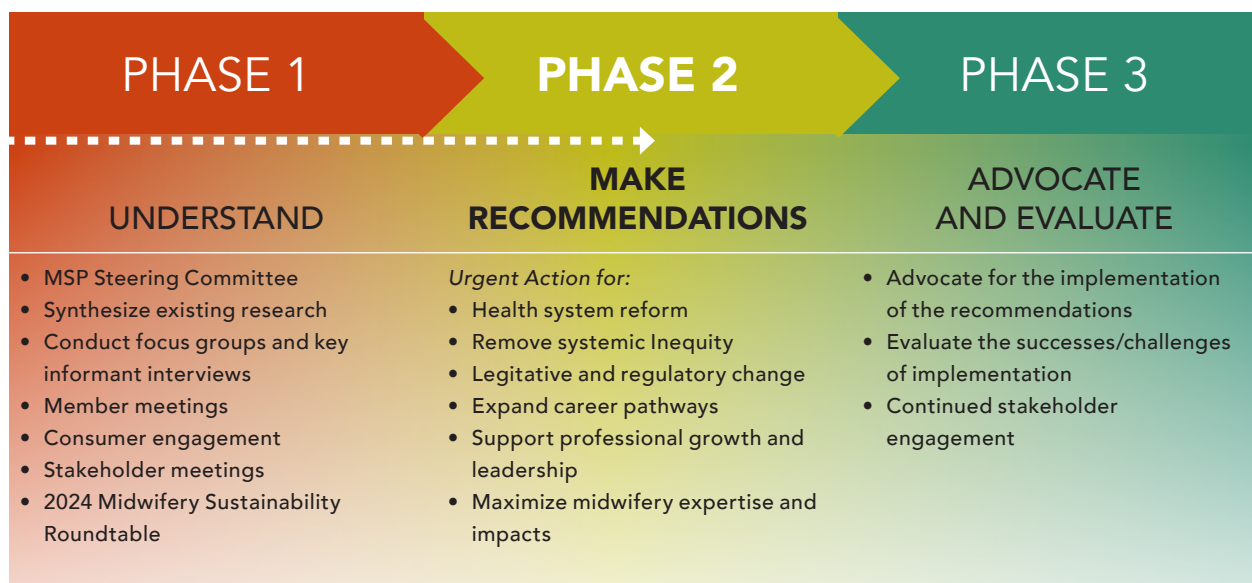 PHASE 1
PHASE 2
PHASE 3
UNDERSTAND
MAKE
RECOMMENDATIONS
ADVOCATE
AND EVALUATE
• MSP Steering Committee
• Synthesize existing research
• Conduct focus groups and key
informant interviews
• Member meetings
• Consumer engagement
• Stakeholder meetings
• 2024 Midwifery Sustainability
Roundtable
Urgent Action for:
• Health system reform
• Remove systemic Inequity
• Legitative and regulatory change
• Expand career pathways
• Support professional growth and
leadership
• Maximize midwifery expertise and
impacts
• Advocate for the implementation
of the recommendations
• Evaluate the successes/challenges
of implementation
• Continued stakeholder
engagement